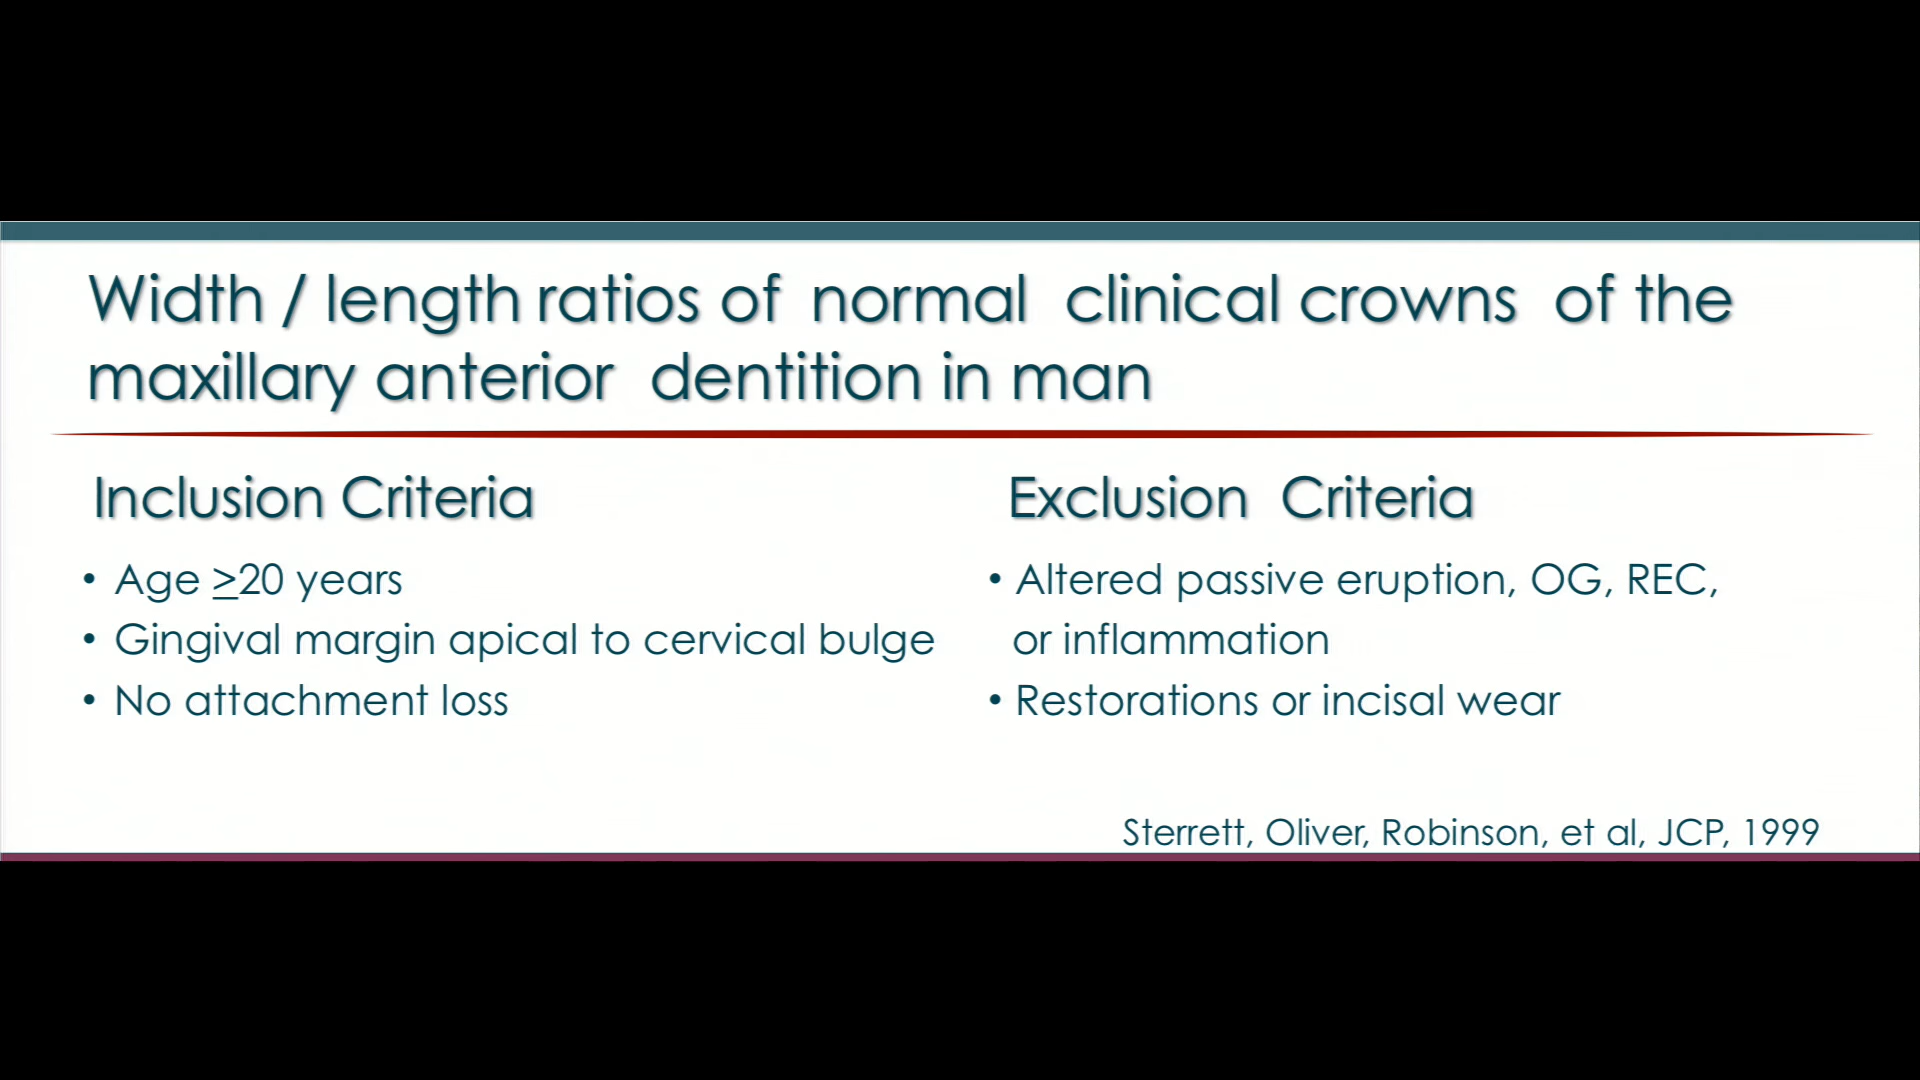 Width / length ratios of normal clinical crowns of the
maxillary anterior dentition in man
Inclusion Criteria
• Age ≥20 years
• Gingival margin apical to cervical bulge
• No attachment loss
Exclusion Criteria
• Altered passive eruption, OG, REC,
or inflammation
• Restorations or incisal wear
Sterrett, Oliver, Robinson, et al, JCP, 1999